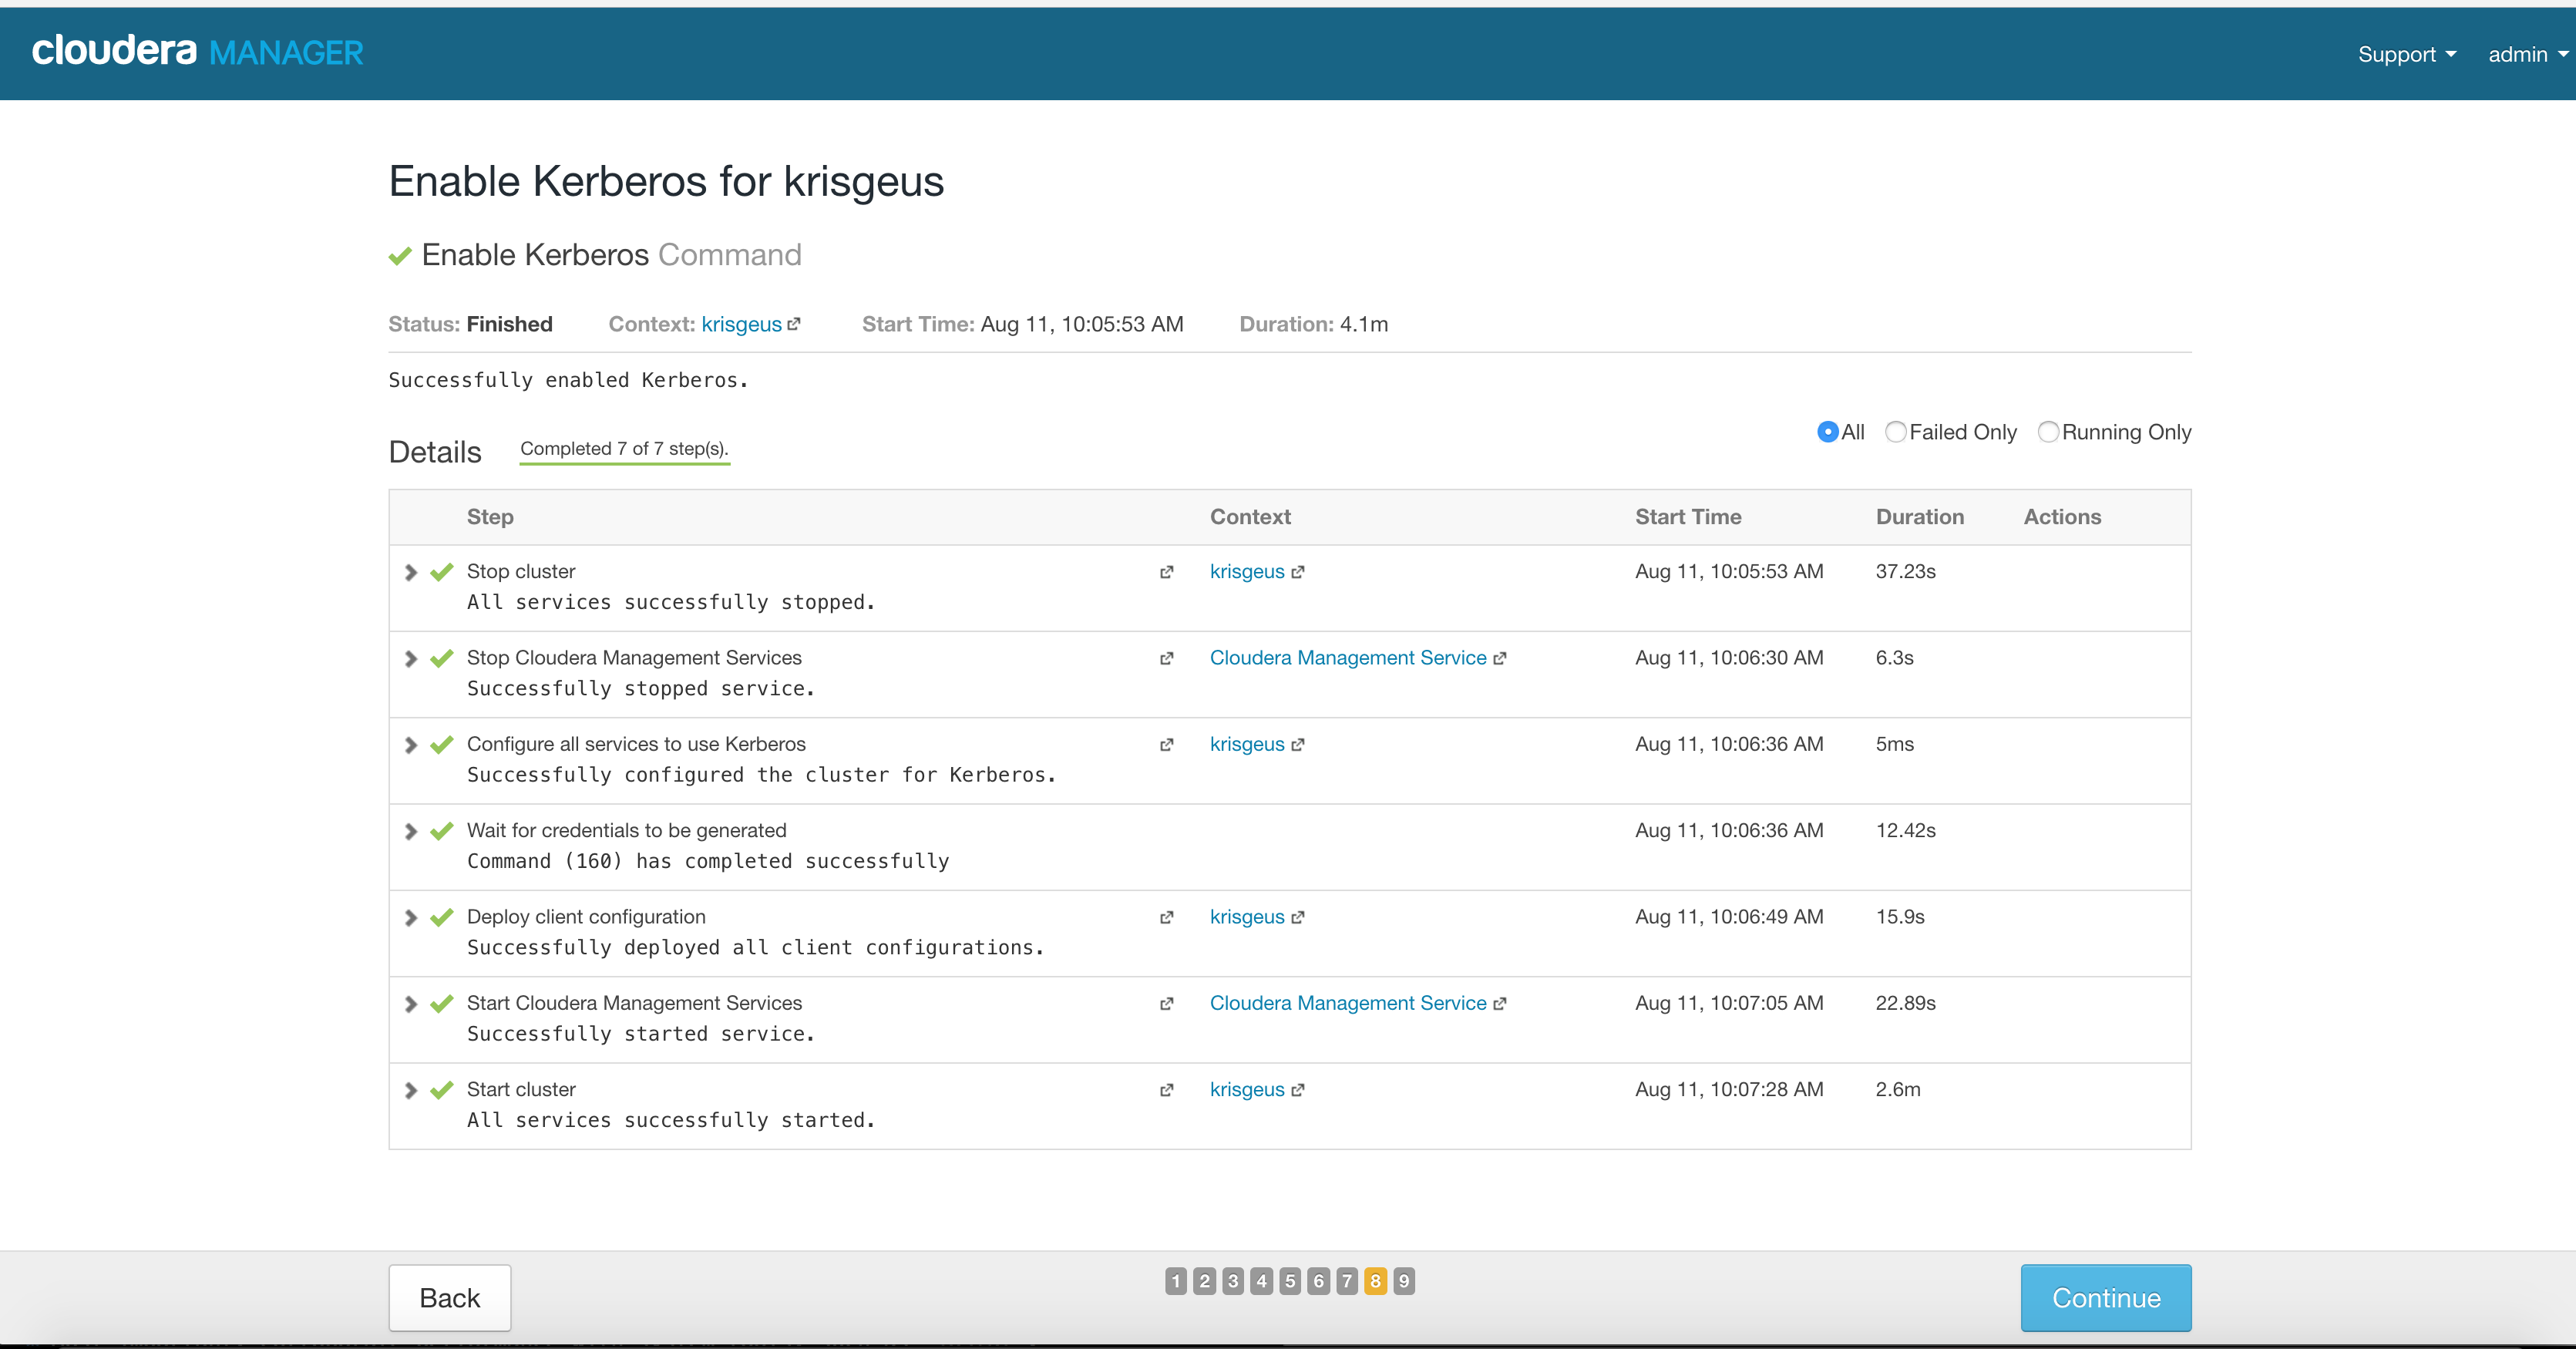 cloudera MANAGER Support admin
Enable Kerberos for krisgeus
Enable Kerberos Command
Status: Finished Context: krisgeus Start Time: Aug 11, 10:05:53 AM Duration: 4.1m
Successfully enabled Kerberos.
All Failed Only Running Only
Details Completed 7 of 7 step(s).
Step Context Start Time Duration Actions
Stop cluster krisgeus Aug 11, 10:05:53 AM 37.23s
All services successfully stopped.
Stop Cloudera Management Services Cloudera Management Service Aug 11, 10:06:30 AM 6.3s
Successfully stopped service.
Configure all services to use Kerberos krisgeus Aug 11, 10:06:36 AM 5ms
Successfully configured the cluster for Kerberos.
Wait for credentials to be generated Aug 11, 10:06:36 AM 12.42s
Command (160) has completed successfully
Deploy client configuration krisgeus Aug 11, 10:06:49 AM 15.9s
Successfully deployed all client configurations.
Start Cloudera Management Services Cloudera Management Service Aug 11, 10:07:05 AM 22.89s
Successfully started service.
Start cluster krisgeus Aug 11, 10:07:28 AM 2.6m
All services successfully started.
Back 1 2 3 4 5 6 7 8 9 Continue